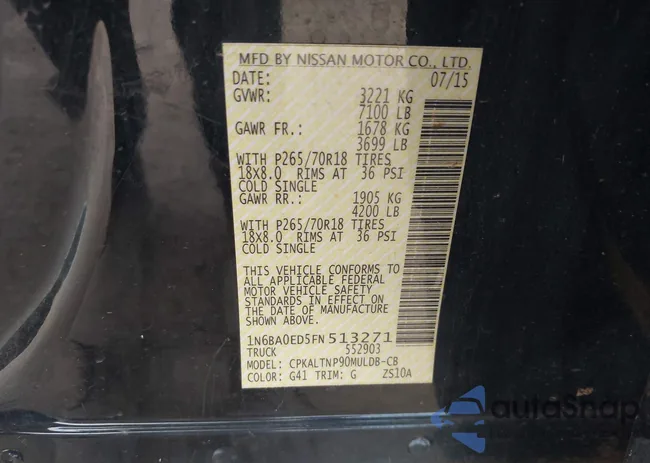 MFD BY NISSAN MOTOR CO., LTD.
DATE: 07/15
GVWR: 3221 KG
7100 LB
GAWR FR.: 1678 KG
3699 LB
WITH P265/70R18 TIRES
18X8.0 RIMS AT 36 PSI
COLD SINGLE
GAWR RR.: 1905 KG
4200 LB
WITH P265/70R18 TIRES
18X8.0 RIMS AT 36 PSI
COLD SINGLE
THIS VEHICLE CONFORMS TO
ALL APPLICABLE FEDERAL
MOTOR VEHICLE SAFETY
STANDARDS IN EFFECT ON
THE DATE OF MANUFACTURE
SHOWN ABOVE.
1N6BA0ED5FN513271
TRUCK 552903
MODEL: CPKALTNP90MULDB-CB
COLOR: G41 TRIM: G ZS10A
autoSnap